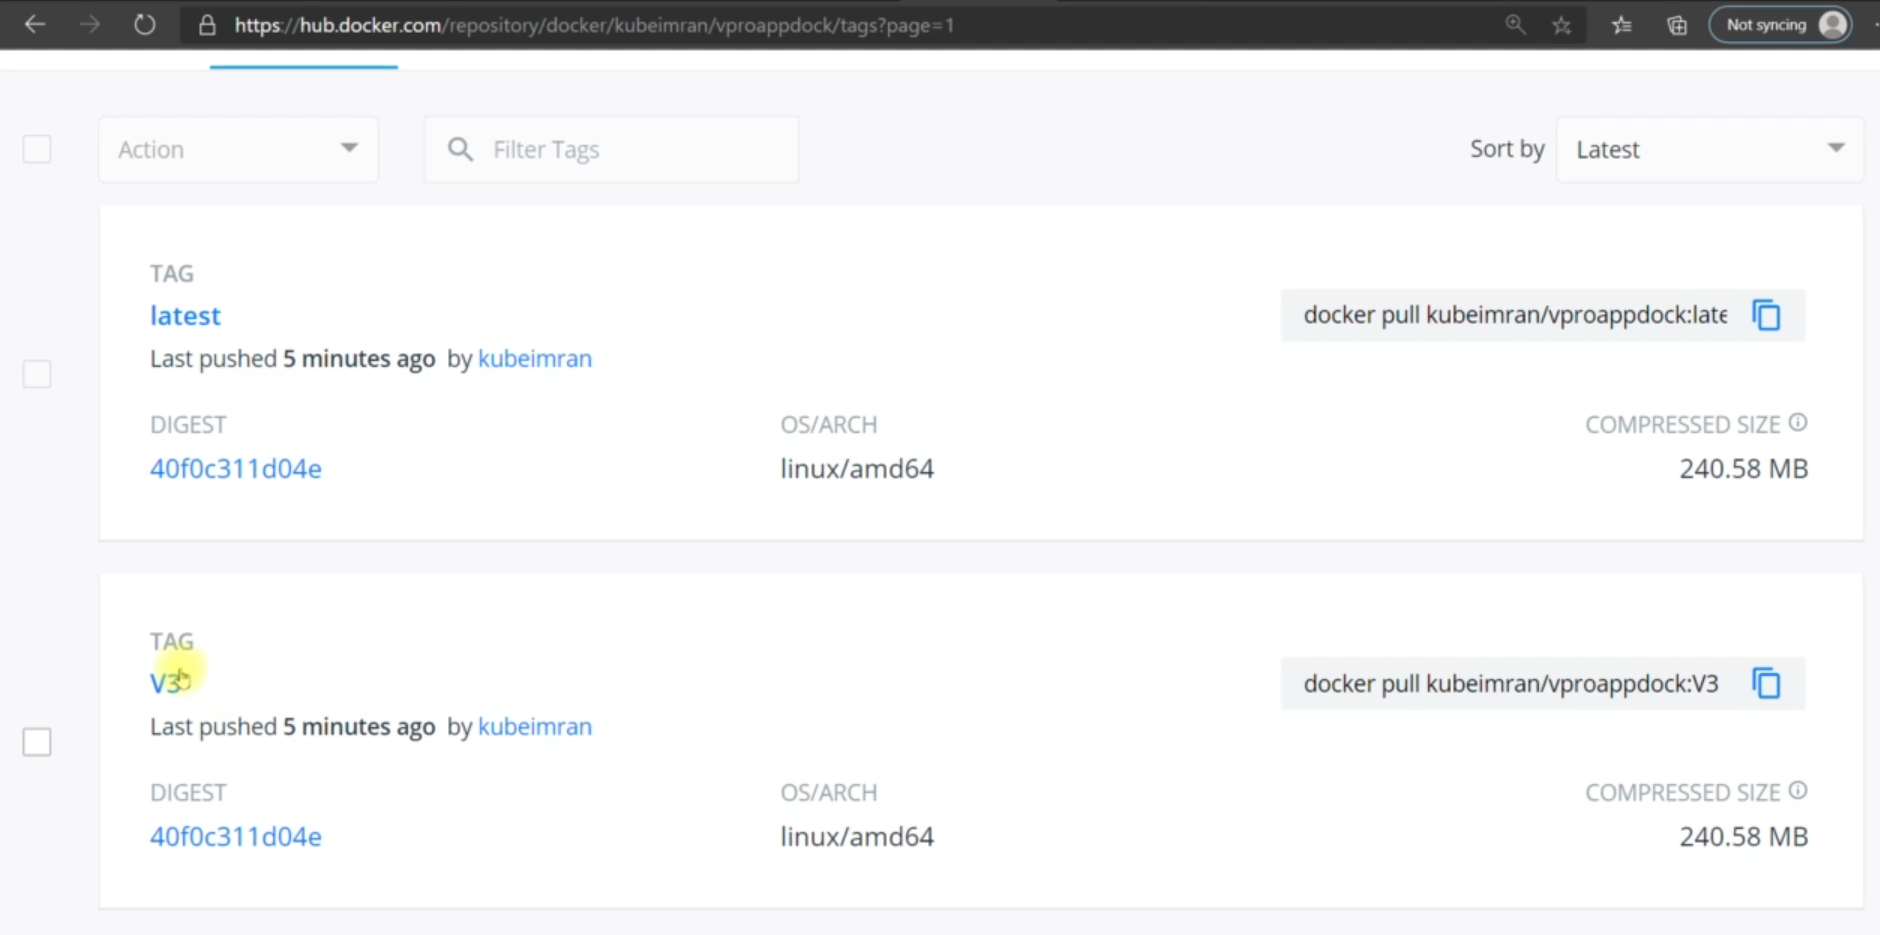 https://hub.docker.com/repository/docker/kubeimran/vproappdock/tags?page=1
Not syncing
Action
Filter Tags
Sort by
Latest
TAG
latest
docker pull kubeimran/vproappdock:late
Last pushed 5 minutes ago by kubeimran
DIGEST
OS/ARCH
COMPRESSED SIZE
40f0c311d04e
linux/amd64
240.58 MB
TAG
V3
docker pull kubeimran/vproappdock:V3
Last pushed 5 minutes ago by kubeimran
DIGEST
OS/ARCH
COMPRESSED SIZE
40f0c311d04e
linux/amd64
240.58 MB